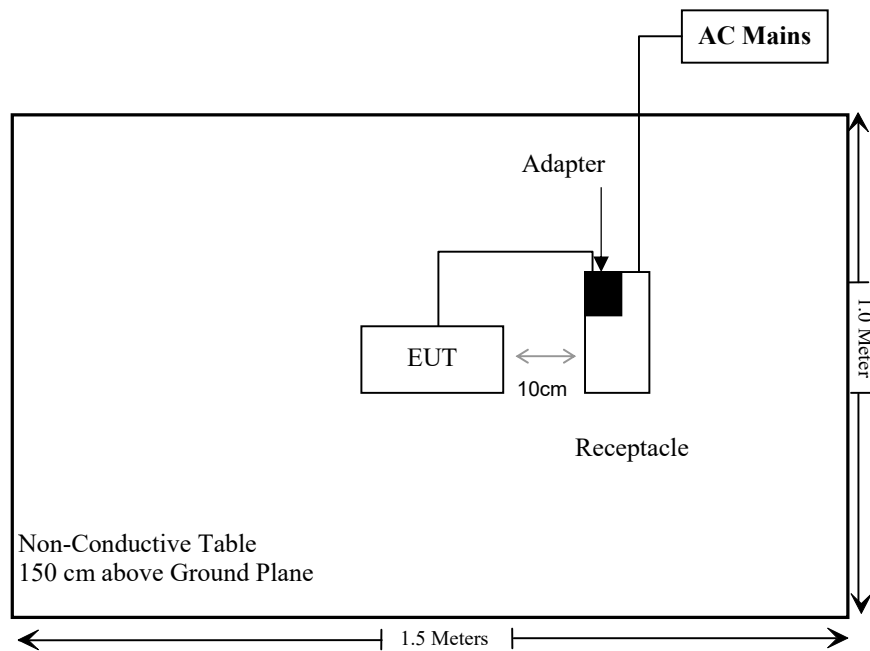 AC Mains
Adapter
EUT
10cm
Receptacle
1.0 Meter
Non-Conductive Table
150 cm above Ground Plane
1.5 Meters